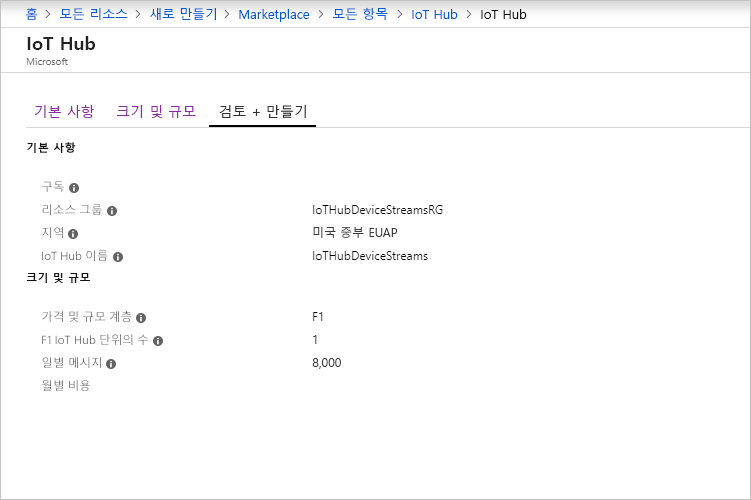 홈 > 모든 리소스 > 새로 만들기 > Marketplace > 모든 항목 > IoT Hub > IoT Hub
IoT Hub
Microsoft
기본 사항 크기 및 규모 검토 + 만들기
기본 사항
구독
리소스 그룹 IoTHubDeviceStreamsRG
지역 미국 중부 EUAP
IoT Hub 이름 IoTHubDeviceStreams
크기 및 규모
가격 및 규모 계층 F1
F1 IoT Hub 단위의 수 1
일별 메시지 8,000
월별 비용